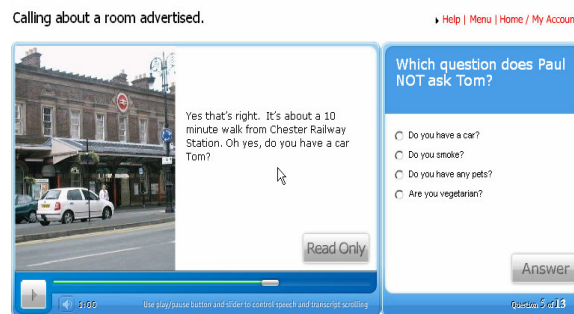 Calling about a room advertised.
Help | Menu | Home / My Accoun
Yes that's right. It's about a 10
minute walk from Chester Railway
Station. Oh yes, do you have a car
Tom?
Read Only
1:00
Use play/pause button and slider to control speech and transcript scrolling
Which question does Paul
NOT ask Tom?
Do you have a car?
Do you smoke?
Do you have any pets?
Are you vegetarian?
Answer
Question 5 of 13